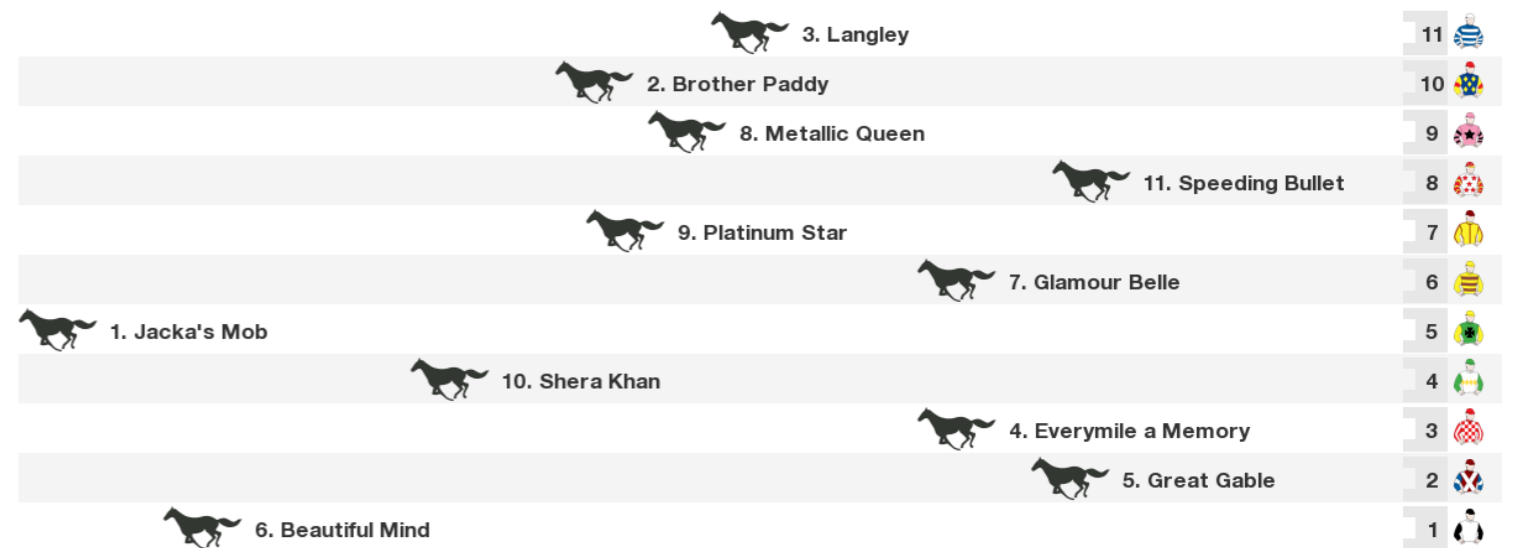 3. Langley 11
2. Brother Paddy 10
8. Metallic Queen 9
11. Speeding Bullet 8
9. Platinum Star 7
7. Glamour Belle 6
1. Jacka's Mob 5
10. Shera Khan 4
4. Everymile a Memory 3
5. Great Gable 2
6. Beautiful Mind 1